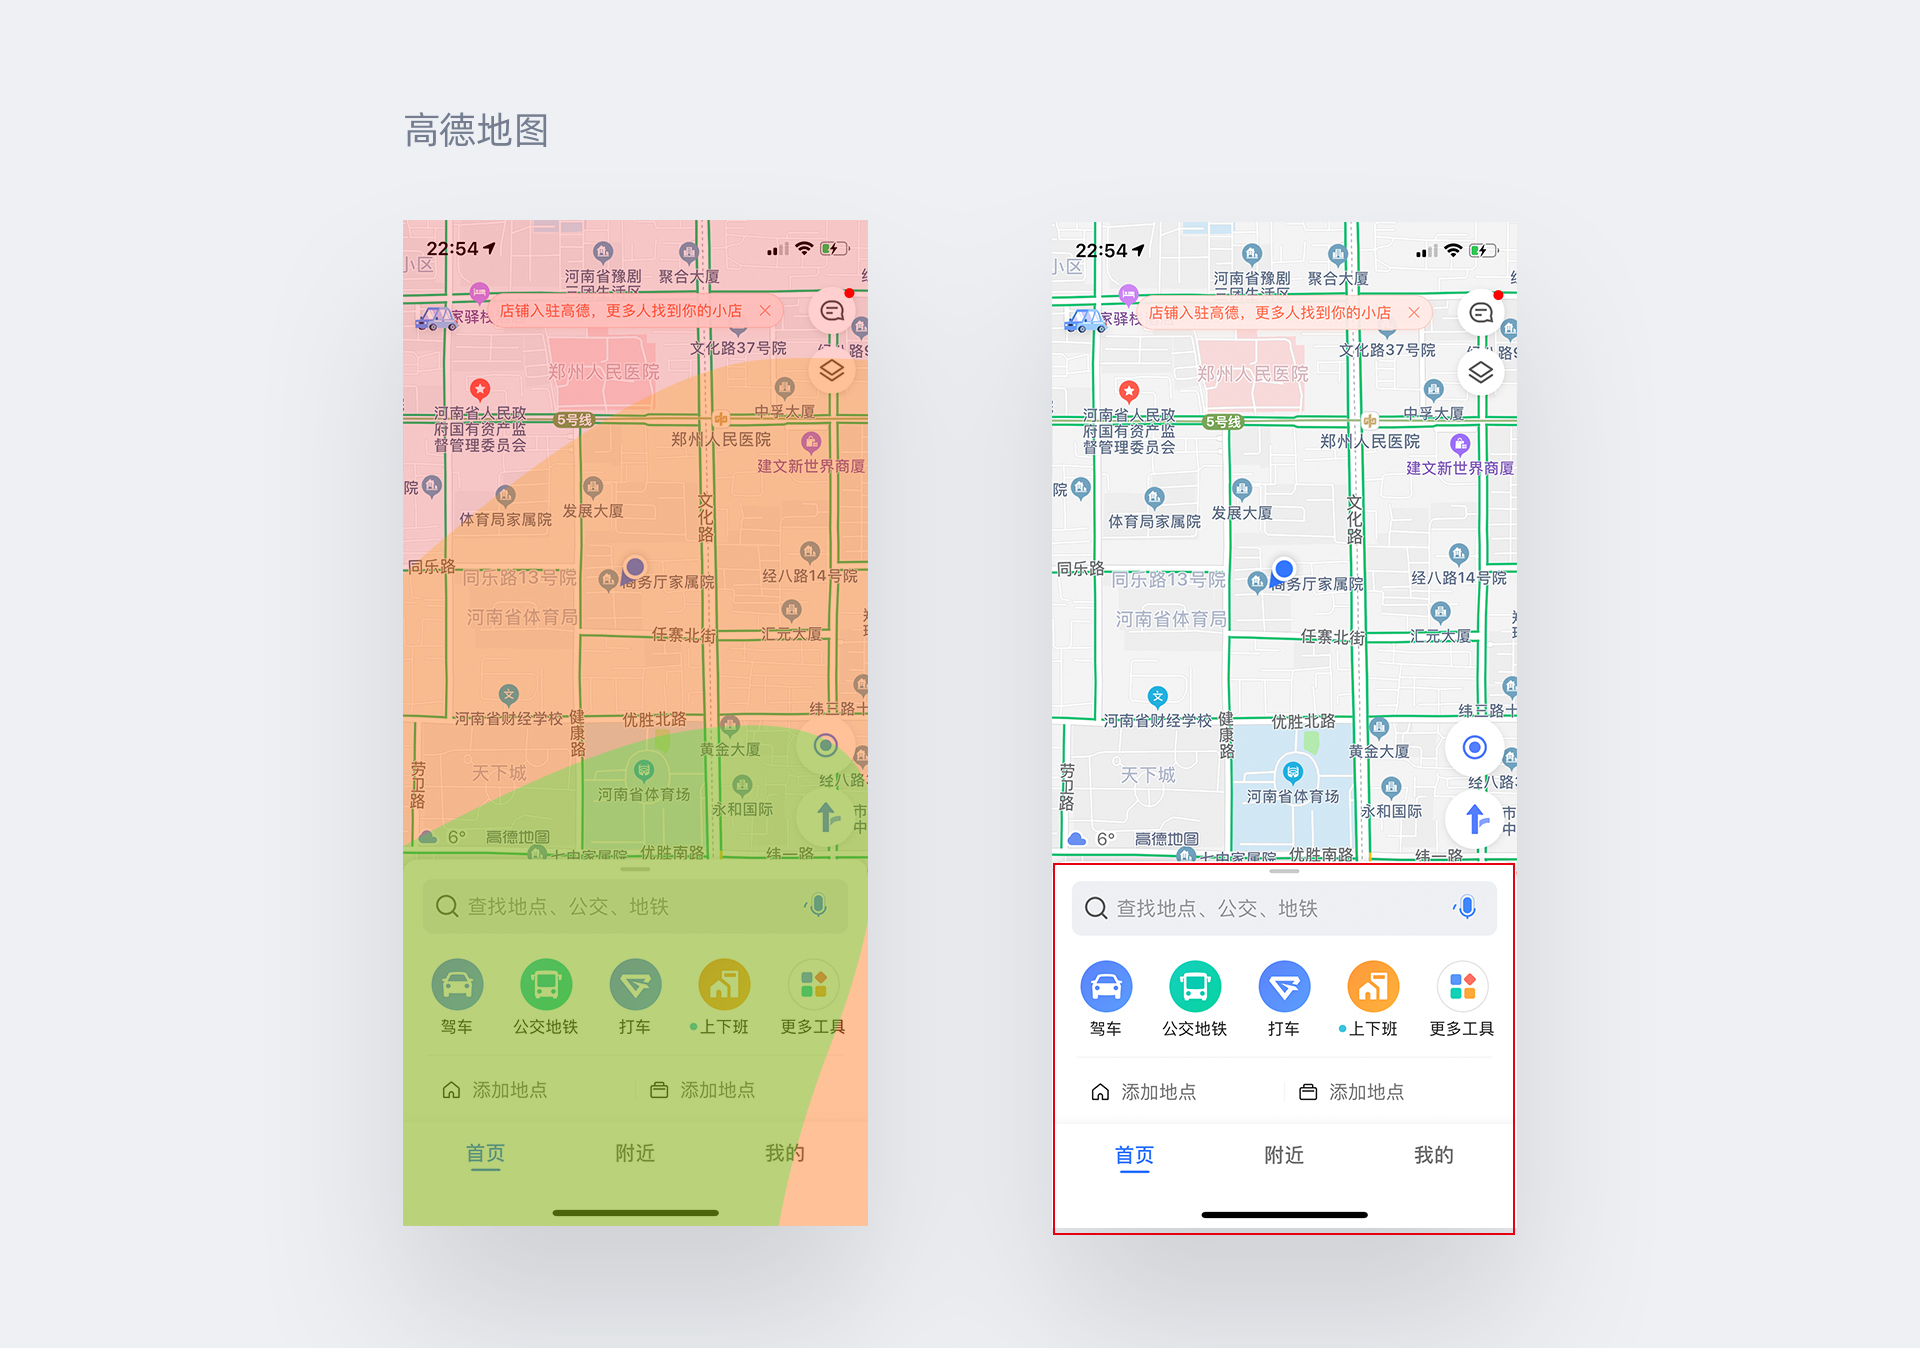 高德地图
22:54
小区
河南省豫剧
三团生活区
聚合大厦
家驿栈
店铺入驻高德，更多人找到你的小店
文化路37号院
郑州人民医院
河南省人民政
府国有资产监
督管理委员会
5号线
中孚大厦
郑州人民医院
建文新世界商厦
院
体育局家属院
发展大厦
文化路
同乐路
同乐路13号院
商务厅家属院
经八路14号院
河南省体育局
任寨北街
汇元大厦
河南省财经学校
健康路
优胜北路
纬三路
黄金大厦
劳卫路
天下城
河南省体育场
经八路
永和国际
市
中
6°
高德地图
优胜南路
纬一路
查找地点、公交、地铁
驾车
公交地铁
打车
上下班
更多工具
添加地点
添加地点
首页
附近
我的
22:54
小区
河南省豫剧
三团生活区
聚合大厦
家驿栈
店铺入驻高德，更多人找到你的小店
文化路37号院
郑州人民医院
河南省人民政
府国有资产监
督管理委员会
5号线
中孚大厦
郑州人民医院
建文新世界商厦
院
体育局家属院
发展大厦
文化路
同乐路
同乐路13号院
商务厅家属院
经八路14号院
河南省体育局
任寨北街
汇元大厦
河南省财经学校
健康路
优胜北路
纬三路
黄金大厦
劳卫路
天下城
河南省体育场
经八路
永和国际
市
中
6°
高德地图
优胜南路
纬一路
查找地点、公交、地铁
驾车
公交地铁
打车
上下班
更多工具
添加地点
添加地点
首页
附近
我的